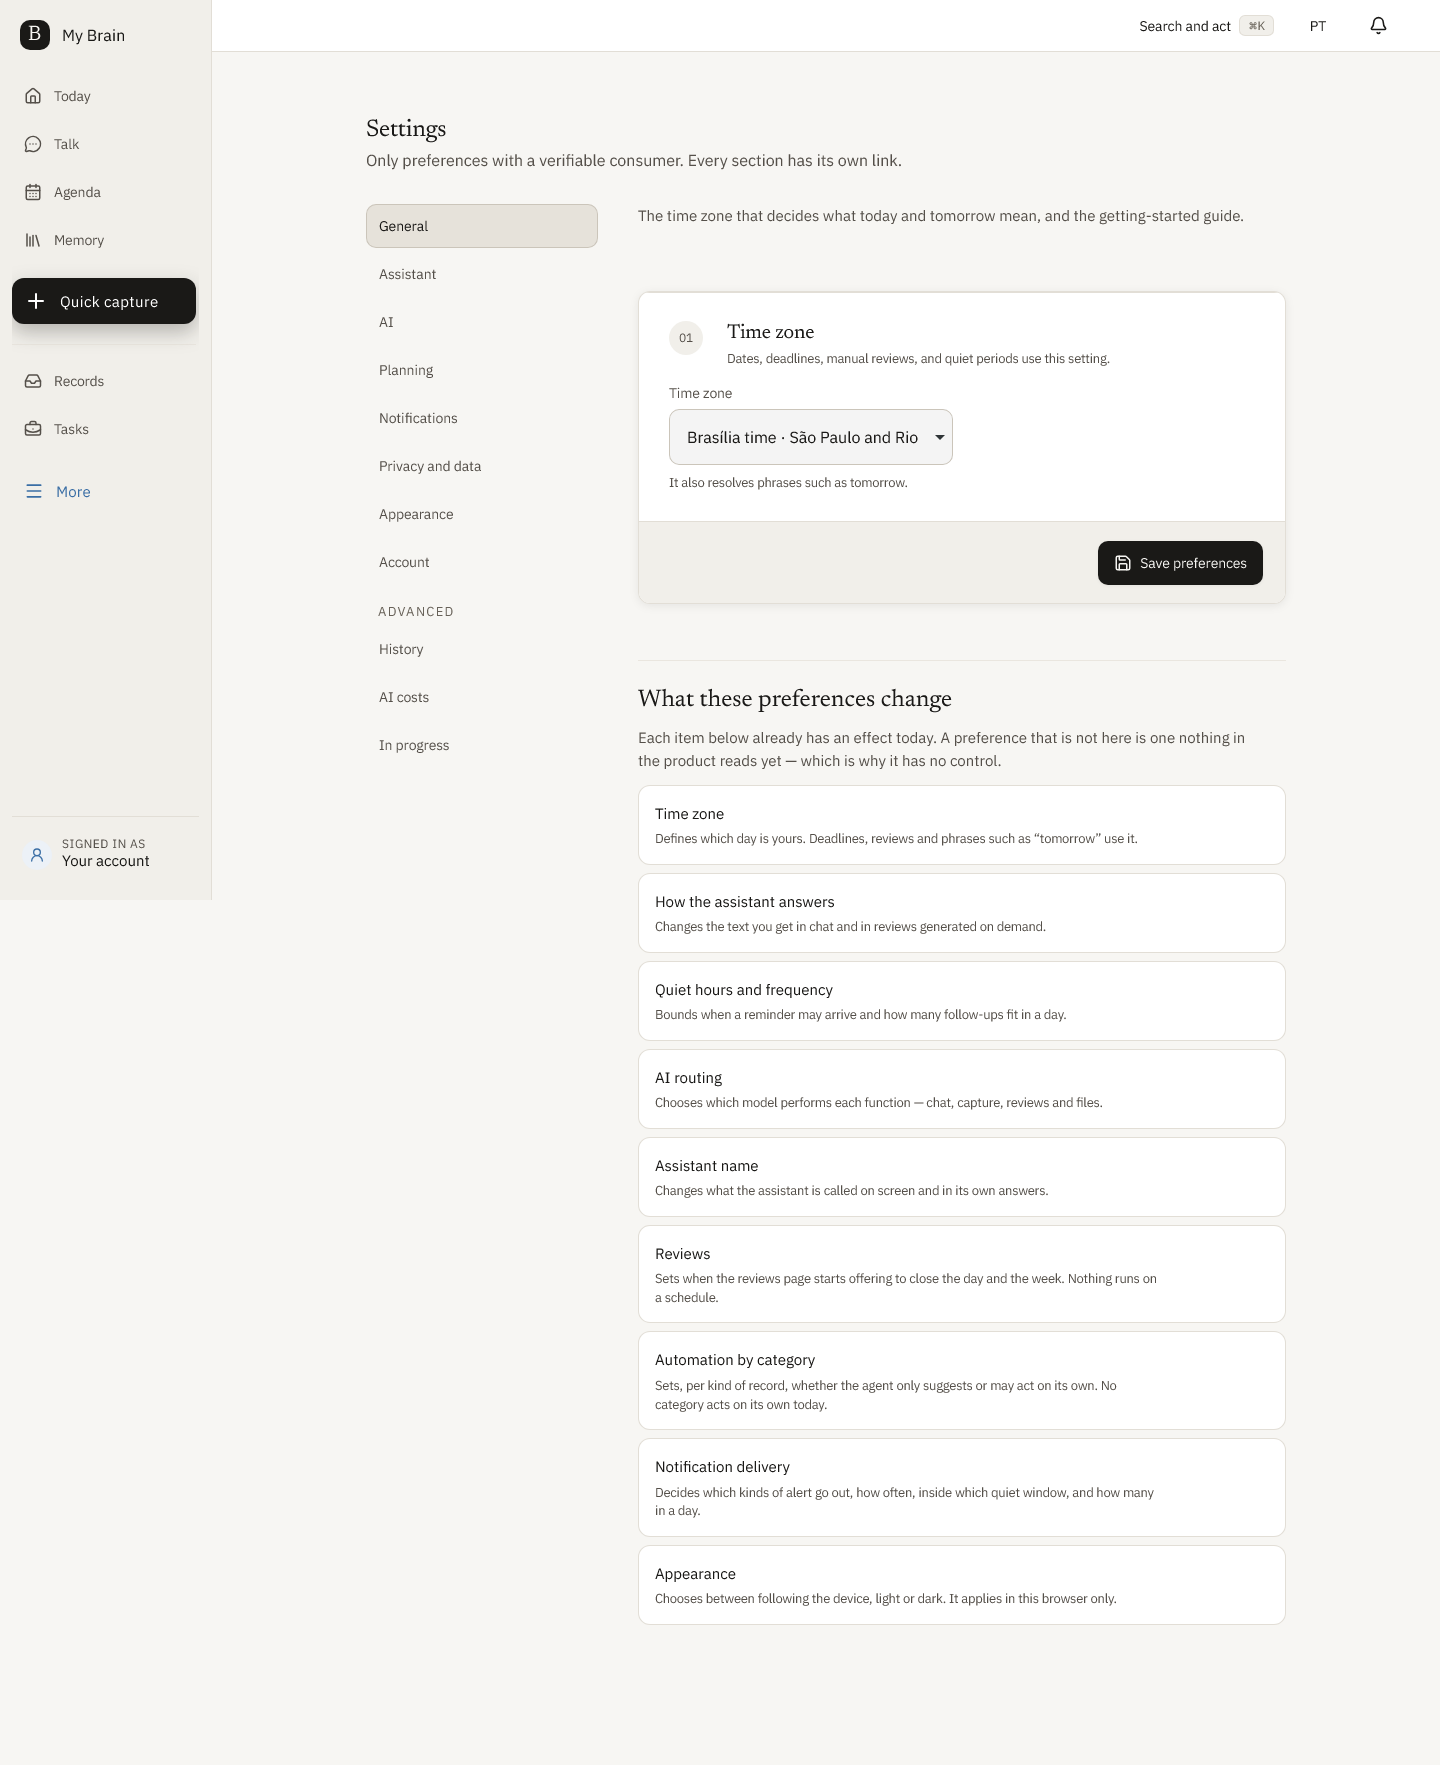 B
My Brain
Search and act
⌘K
PT
Today
Talk
Agenda
Memory
Quick capture
Records
Tasks
More
SIGNED IN AS
Your account
Settings
Only preferences with a verifiable consumer. Every section has its own link.
General
Assistant
AI
Planning
Notifications
Privacy and data
Appearance
Account
ADVANCED
History
AI costs
In progress
The time zone that decides what today and tomorrow mean, and the getting-started guide.
01
Time zone
Dates, deadlines, manual reviews, and quiet periods use this setting.
Time zone
Brasília time · São Paulo and Rio
It also resolves phrases such as tomorrow.
Save preferences
What these preferences change
Each item below already has an effect today. A preference that is not here is one nothing in
the product reads yet — which is why it has no control.
Time zone
Defines which day is yours. Deadlines, reviews and phrases such as “tomorrow” use it.
How the assistant answers
Changes the text you get in chat and in reviews generated on demand.
Quiet hours and frequency
Bounds when a reminder may arrive and how many follow-ups fit in a day.
AI routing
Chooses which model performs each function — chat, capture, reviews and files.
Assistant name
Changes what the assistant is called on screen and in its own answers.
Reviews
Sets when the reviews page starts offering to close the day and the week. Nothing runs on
a schedule.
Automation by category
Sets, per kind of record, whether the agent only suggests or may act on its own. No
category acts on its own today.
Notification delivery
Decides which kinds of alert go out, how often, inside which quiet window, and how many
in a day.
Appearance
Chooses between following the device, light or dark. It applies in this browser only.